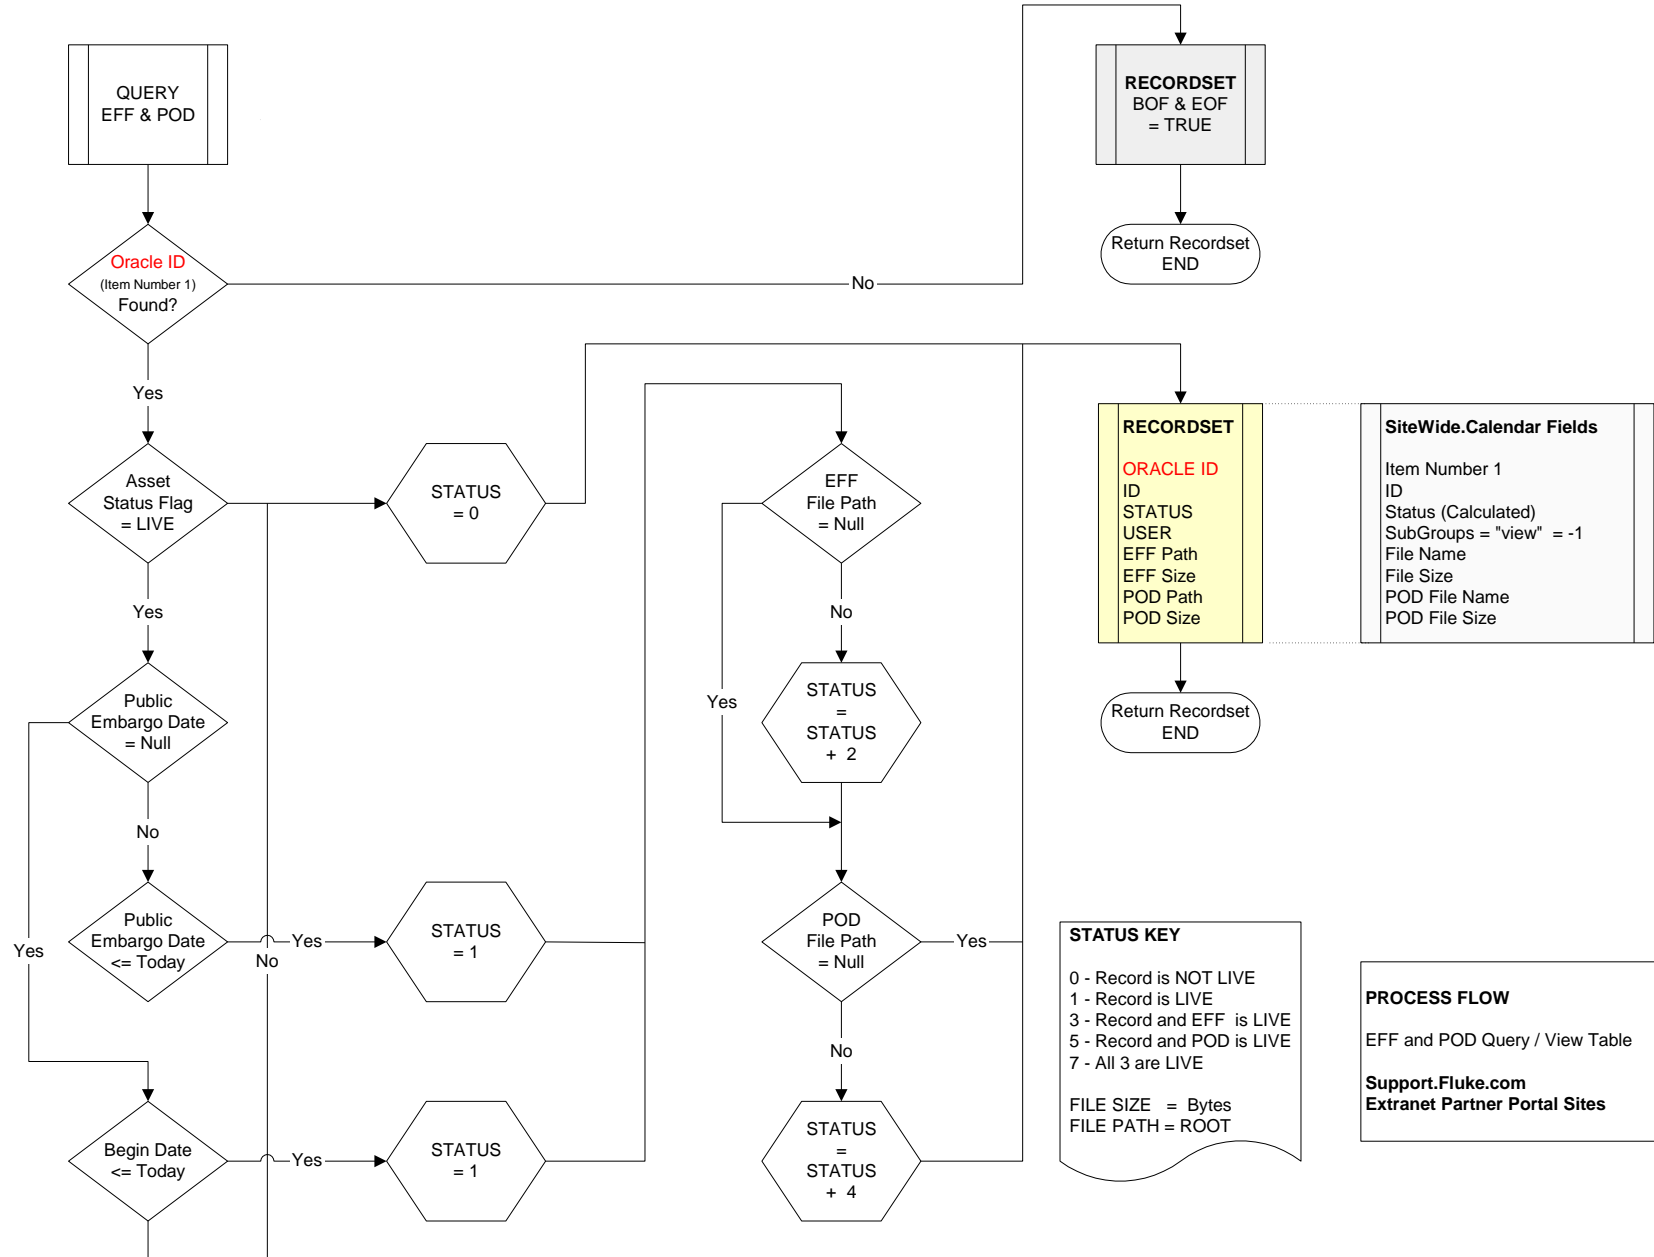 QUERY
EFF & POD
RECORDSET
BOF & EOF
= TRUE
Return Recordset
END
Oracle ID
(Item Number 1)
Found?
No
Yes
Asset
Status Flag
= LIVE
STATUS
= 0
EFF
File Path
= Null
RECORDSET
ORACLE ID
ID
STATUS
USER
EFF Path
EFF Size
POD Path
POD Size
SiteWide.Calendar Fields
Item Number 1
ID
Status (Calculated)
SubGroups = "view" = -1
File Name
File Size
POD File Name
POD File Size
Yes
No
Public
Embargo Date
= Null
Yes
STATUS
=
STATUS
+ 2
Return Recordset
END
No
Public
Embargo Date
<= Today
Yes
Yes
No
STATUS
= 1
POD
File Path
= Null
Yes
No
STATUS KEY
0 - Record is NOT LIVE
1 - Record is LIVE
3 - Record and EFF is LIVE
5 - Record and POD is LIVE
7 - All 3 are LIVE
FILE SIZE = Bytes
FILE PATH = ROOT
PROCESS FLOW
EFF and POD Query / View Table
Support.Fluke.com
Extranet Partner Portal Sites
Begin Date
<= Today
Yes
STATUS
= 1
STATUS
=
STATUS
+ 4